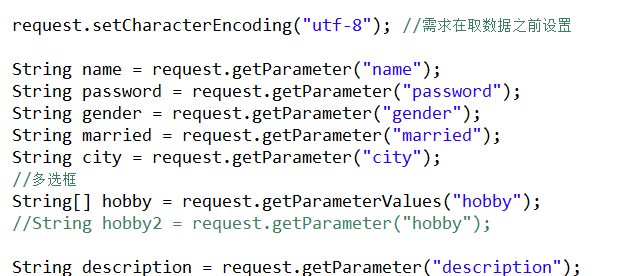 request.setCharacterEncoding("utf-8"); //需求在取数据之前设置
String name = request.getParameter("name");
String password = request.getParameter("password");
String gender = request.getParameter("gender");
String married = request.getParameter("married");
String city = request.getParameter("city");
//多选框
String[] hobby = request.getParameterValues("hobby");
//String hobby2 = request.getParameter("hobby");
String description = request.getParameter("description");